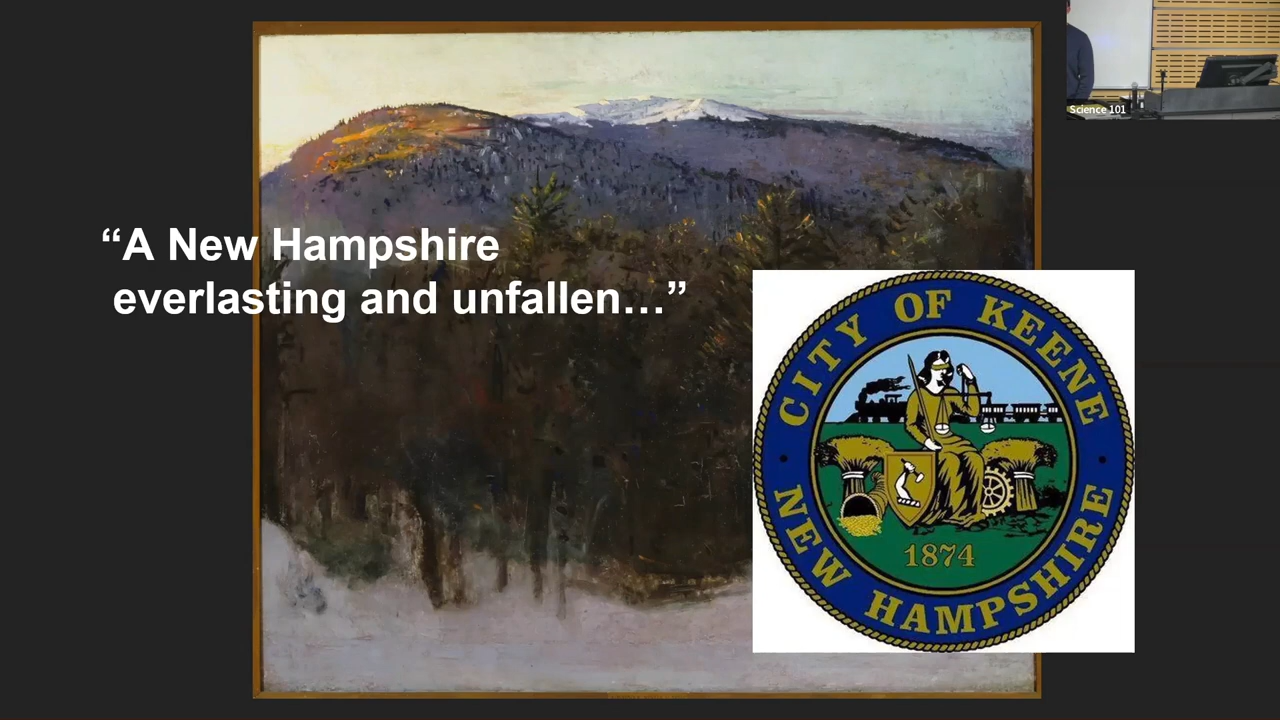 “A New Hampshire
everlasting and unfallen…”
CITY OF KEENE
NEW HAMPSHIRE
1874
Science 101